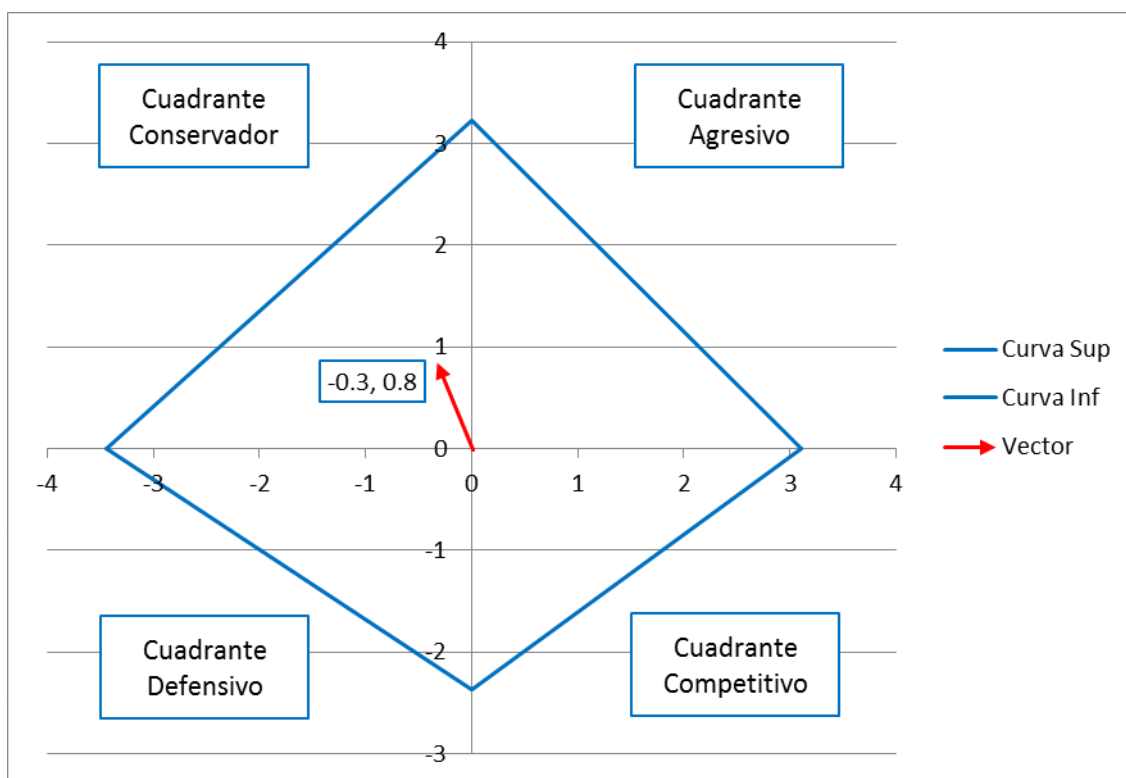 4
Cuadrante
Conservador
Cuadrante
Agresivo
3
2
1
-0.3, 0.8
Curva Sup
Curva Inf
Vector
0
-4 -3 -2 -1 0 1 2 3 4
-1
Cuadrante
Defensivo
-2
Cuadrante
Competitivo
-3